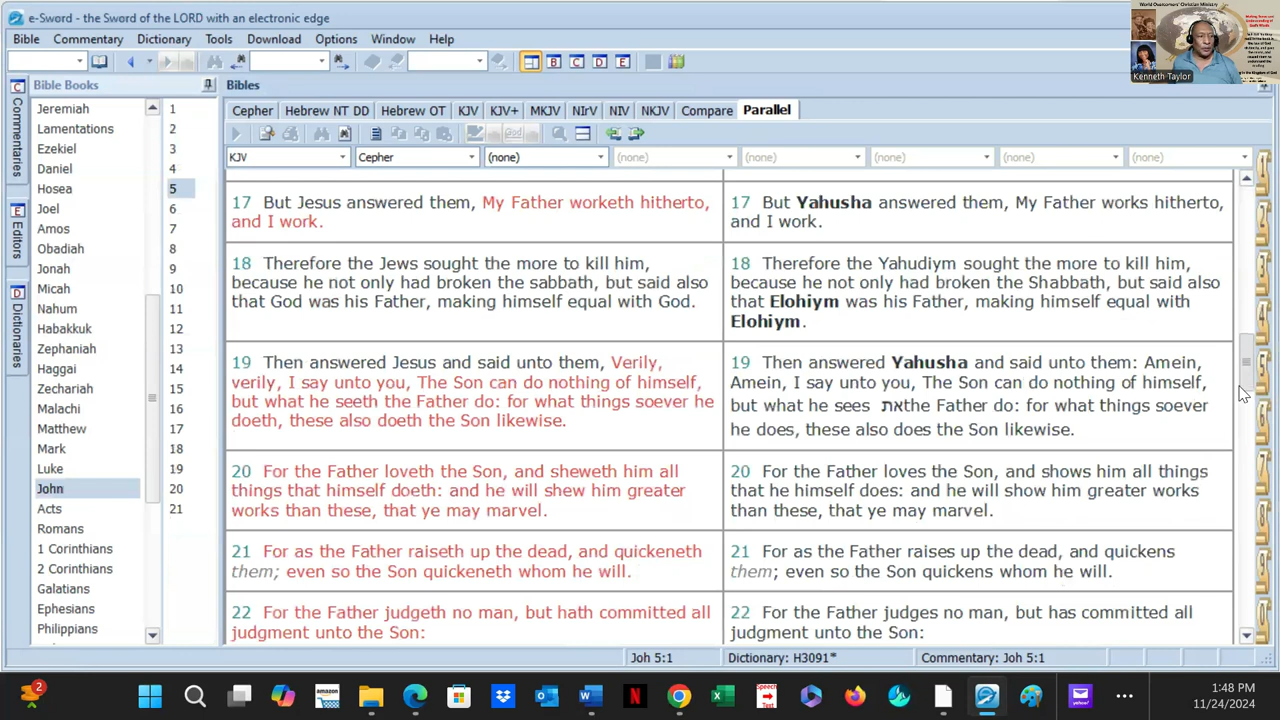 e-Sword - the Sword of the LORD with an electronic edge
Bible Commentary Dictionary Tools Download Options Window Help
World Overcomers' Christian Ministry
Kenneth Taylor
B C D E
Commentaries
Editors
Dictionaries
Bible Books
Jeremiah
Lamentations
Ezekiel
Daniel
Hosea
Joel
Amos
Obadiah
Jonah
Micah
Nahum
Habakkuk
Zephaniah
Haggai
Zechariah
Malachi
Matthew
Mark
Luke
John
Acts
Romans
1 Corinthians
2 Corinthians
Galatians
Ephesians
Philippians
1
2
3
4
5
6
7
8
9
10
11
12
13
14
15
16
17
18
19
20
21
Bibles
Cepher Hebrew NT DD Hebrew OT KJV KJV+ MKJV NIrV NIV NKJV Compare Parallel
KJV Cepher (none) (none) (none) (none) (none)
17 But Jesus answered them, My Father worketh hitherto,
and I work.
18 Therefore the Jews sought the more to kill him,
because he not only had broken the sabbath, but said also
that God was his Father, making himself equal with God.
19 Then answered Jesus and said unto them, Verily,
verily, I say unto you, The Son can do nothing of himself,
but what he seeth the Father do: for what things soever he
doeth, these also doeth the Son likewise.
20 For the Father loveth the Son, and sheweth him all
things that himself doeth: and he will shew him greater
works than these, that ye may marvel.
21 For as the Father raiseth up the dead, and quickeneth
them; even so the Son quickeneth whom he will.
22 For the Father judgeth no man, but hath committed all
judgment unto the Son:
17 But Yahusha answered them, My Father works hitherto,
and I work.
18 Therefore the Yahudiym sought the more to kill him,
because he not only had broken the Shabbath, but said also
that Elohiym was his Father, making himself equal with
Elohiym.
19 Then answered Yahusha and said unto them: Amein,
Amein, I say unto you, The Son can do nothing of himself,
but what he sees את the Father do: for what things soever
he does, these also does the Son likewise.
20 For the Father loves the Son, and shows him all things
that he himself does: and he will show him greater works
than these, that ye may marvel.
21 For as the Father raises up the dead, and quickens
them; even so the Son quickens whom he will.
22 For the Father judges no man, but has committed all
judgment unto the Son:
1
2
3
4
5
6
7
8
9
0
Joh 5:1 Dictionary: H3091* Commentary: Joh 5:1
2
amazon
Speech
Text
yahoo!
1:48 PM
11/24/2024